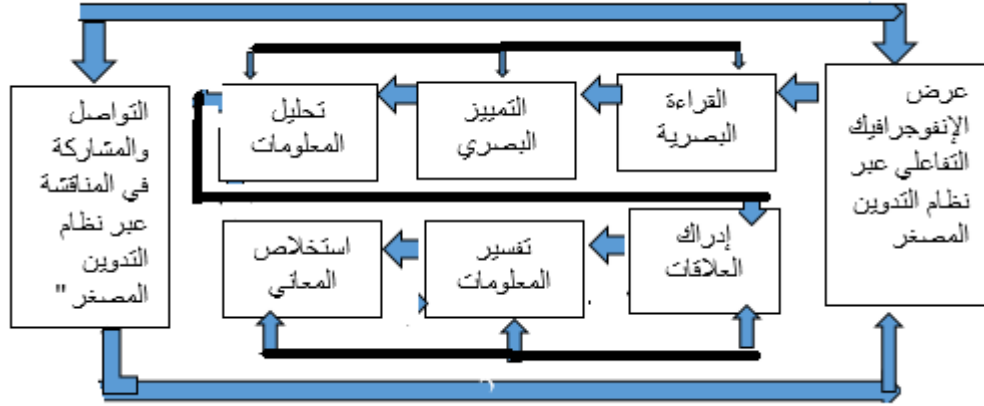 عرض
الإنفوجرافيك
التفاعلي عبر
نظام التدوين
المصغر
القراءة
البصرية
التمييز
البصري
تحليل
المعلومات
إدراك
العلاقات
تفسير
المعلومات
استخلاص
المعاني
التواصل
والمشاركة
في المناقشة
عبر نظام
التدوين
المصغر "